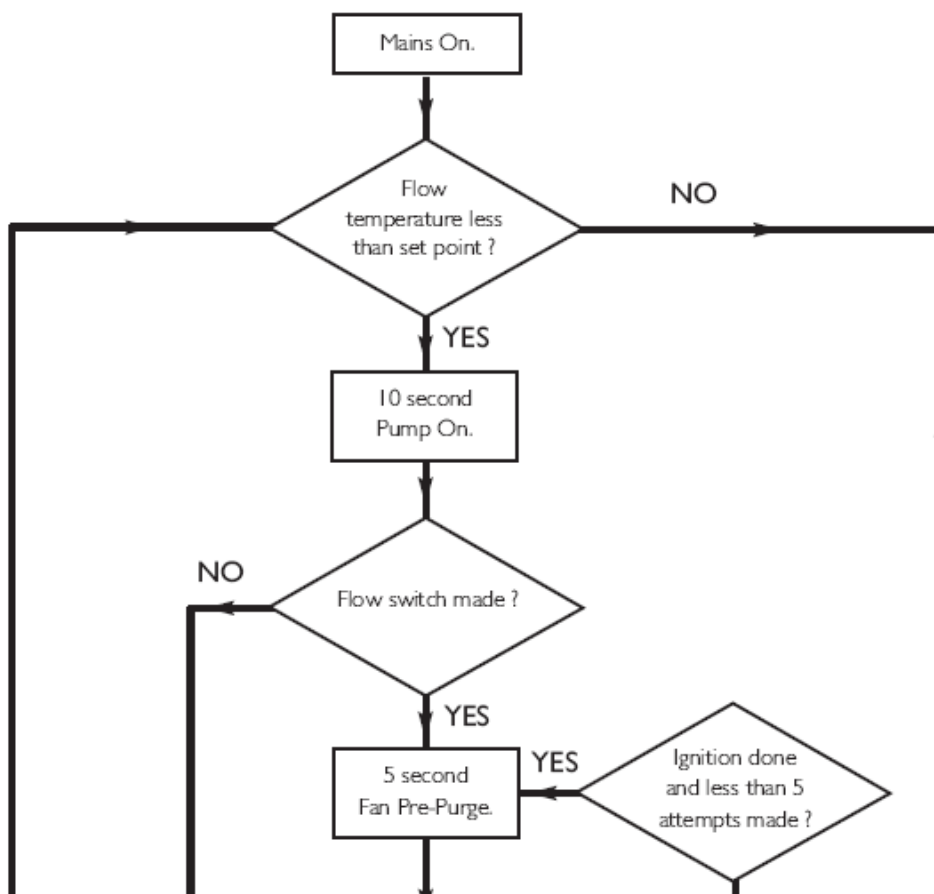 Mains On.
Flow
temperature less
than set point ?
NO
YES
10 second
Pump On.
NO
Flow switch made ?
YES
5 second
Fan Pre-Purge.
YES
Ignition done
and less than 5
attempts made ?